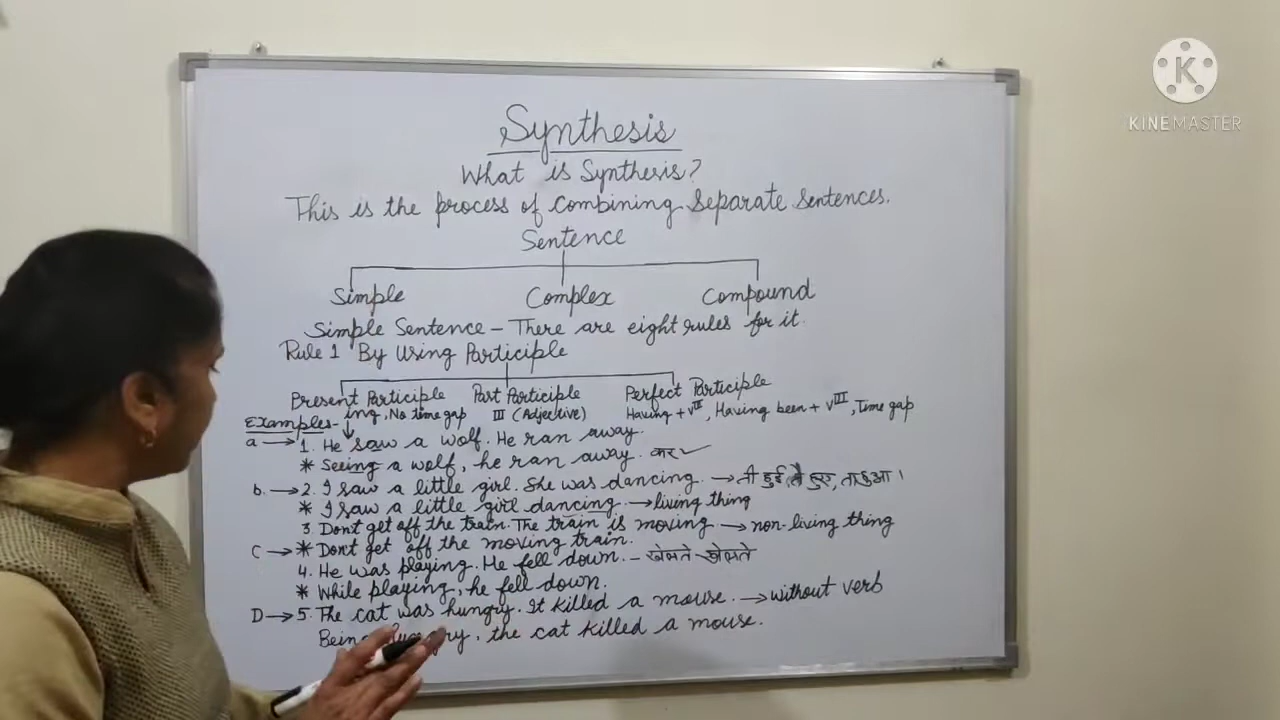 Synthesis
What is Synthesis?
This is the process of Combining Separate Sentences.
Sentence
Simple Complex Compound
Simple Sentence - There are eight rules for it.
Rule 1 By Using Participle
Present Participle Past Participle Perfect Participle
ing, No time gap III (Adjective) Having + V III, Having been + V III, Time gap
Examples-
a → 1. He saw a wolf. He ran away.
* Seeing a wolf, he ran away. कर ✓
b. → 2. I saw a little girl. She was dancing. → ती हुई, ते हुए, ता हुआ।
* I saw a little girl dancing. → living thing
3. Don't get off the train. The train is moving → non-living thing
C → * Don't get off the moving train.
4. He was playing. He fell down. - खेलते - खेलते
* While playing, he fell down.
D → 5. The cat was hungry. It killed a mouse. → without verb
Being hungry, the cat killed a mouse.
K
KINEMASTER